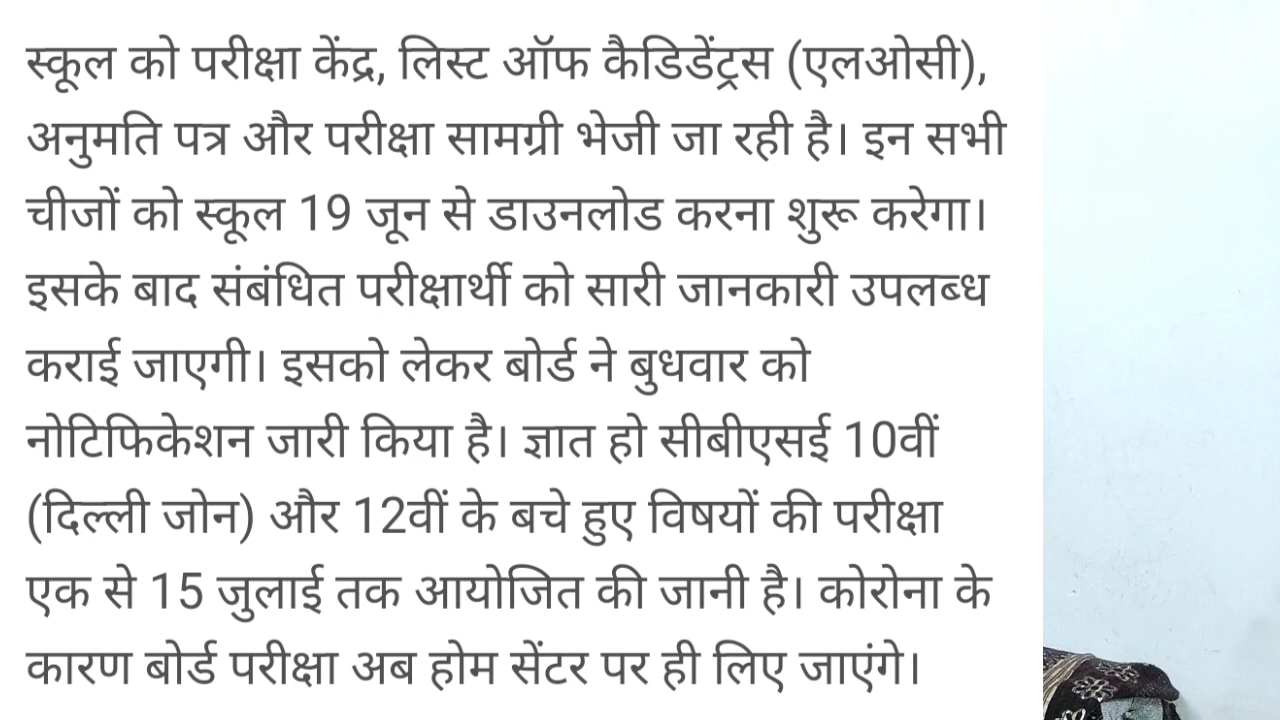 स्कूल को परीक्षा केंद्र, लिस्ट ऑफ कैडिडेंट्रस (एलओसी),
अनुमति पत्र और परीक्षा सामग्री भेजी जा रही है। इन सभी
चीजों को स्कूल 19 जून से डाउनलोड करना शुरू करेगा।
इसके बाद संबंधित परीक्षार्थी को सारी जानकारी उपलब्ध
कराई जाएगी। इसको लेकर बोर्ड ने बुधवार को
नोटिफिकेशन जारी किया है। ज्ञात हो सीबीएसई 10वीं
(दिल्ली जोन) और 12वीं के बचे हुए विषयों की परीक्षा
एक से 15 जुलाई तक आयोजित की जानी है। कोरोना के
कारण बोर्ड परीक्षा अब होम सेंटर पर ही लिए जाएंगे।